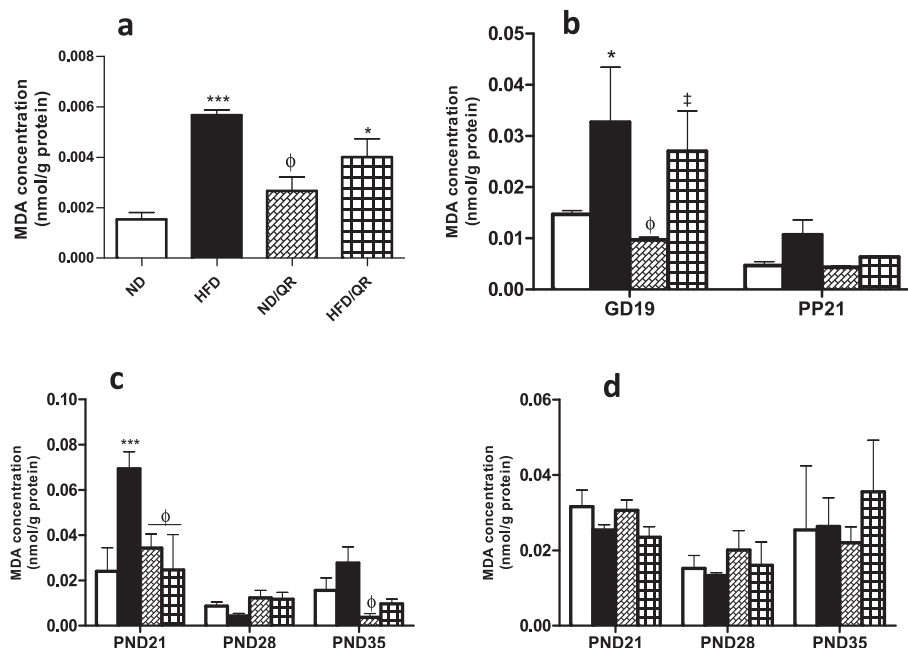 a
MDA concentration
(nmol/g protein)
0.008
0.006
0.004
0.002
0.000
***
ϕ
*
ND
HFD
ND/QR
HFD/QR
b
MDA concentration
(nmol/g protein)
0.05
0.04
0.03
0.02
0.01
0.00
*
ϕ
‡
GD19
PP21
c
MDA concentration
(nmol/g protein)
0.10
0.08
0.06
0.04
0.02
0.00
***
ϕ
ϕ
PND21
PND28
PND35
d
MDA concentration
(nmol/g protein)
0.06
0.04
0.02
0.00
PND21
PND28
PND35